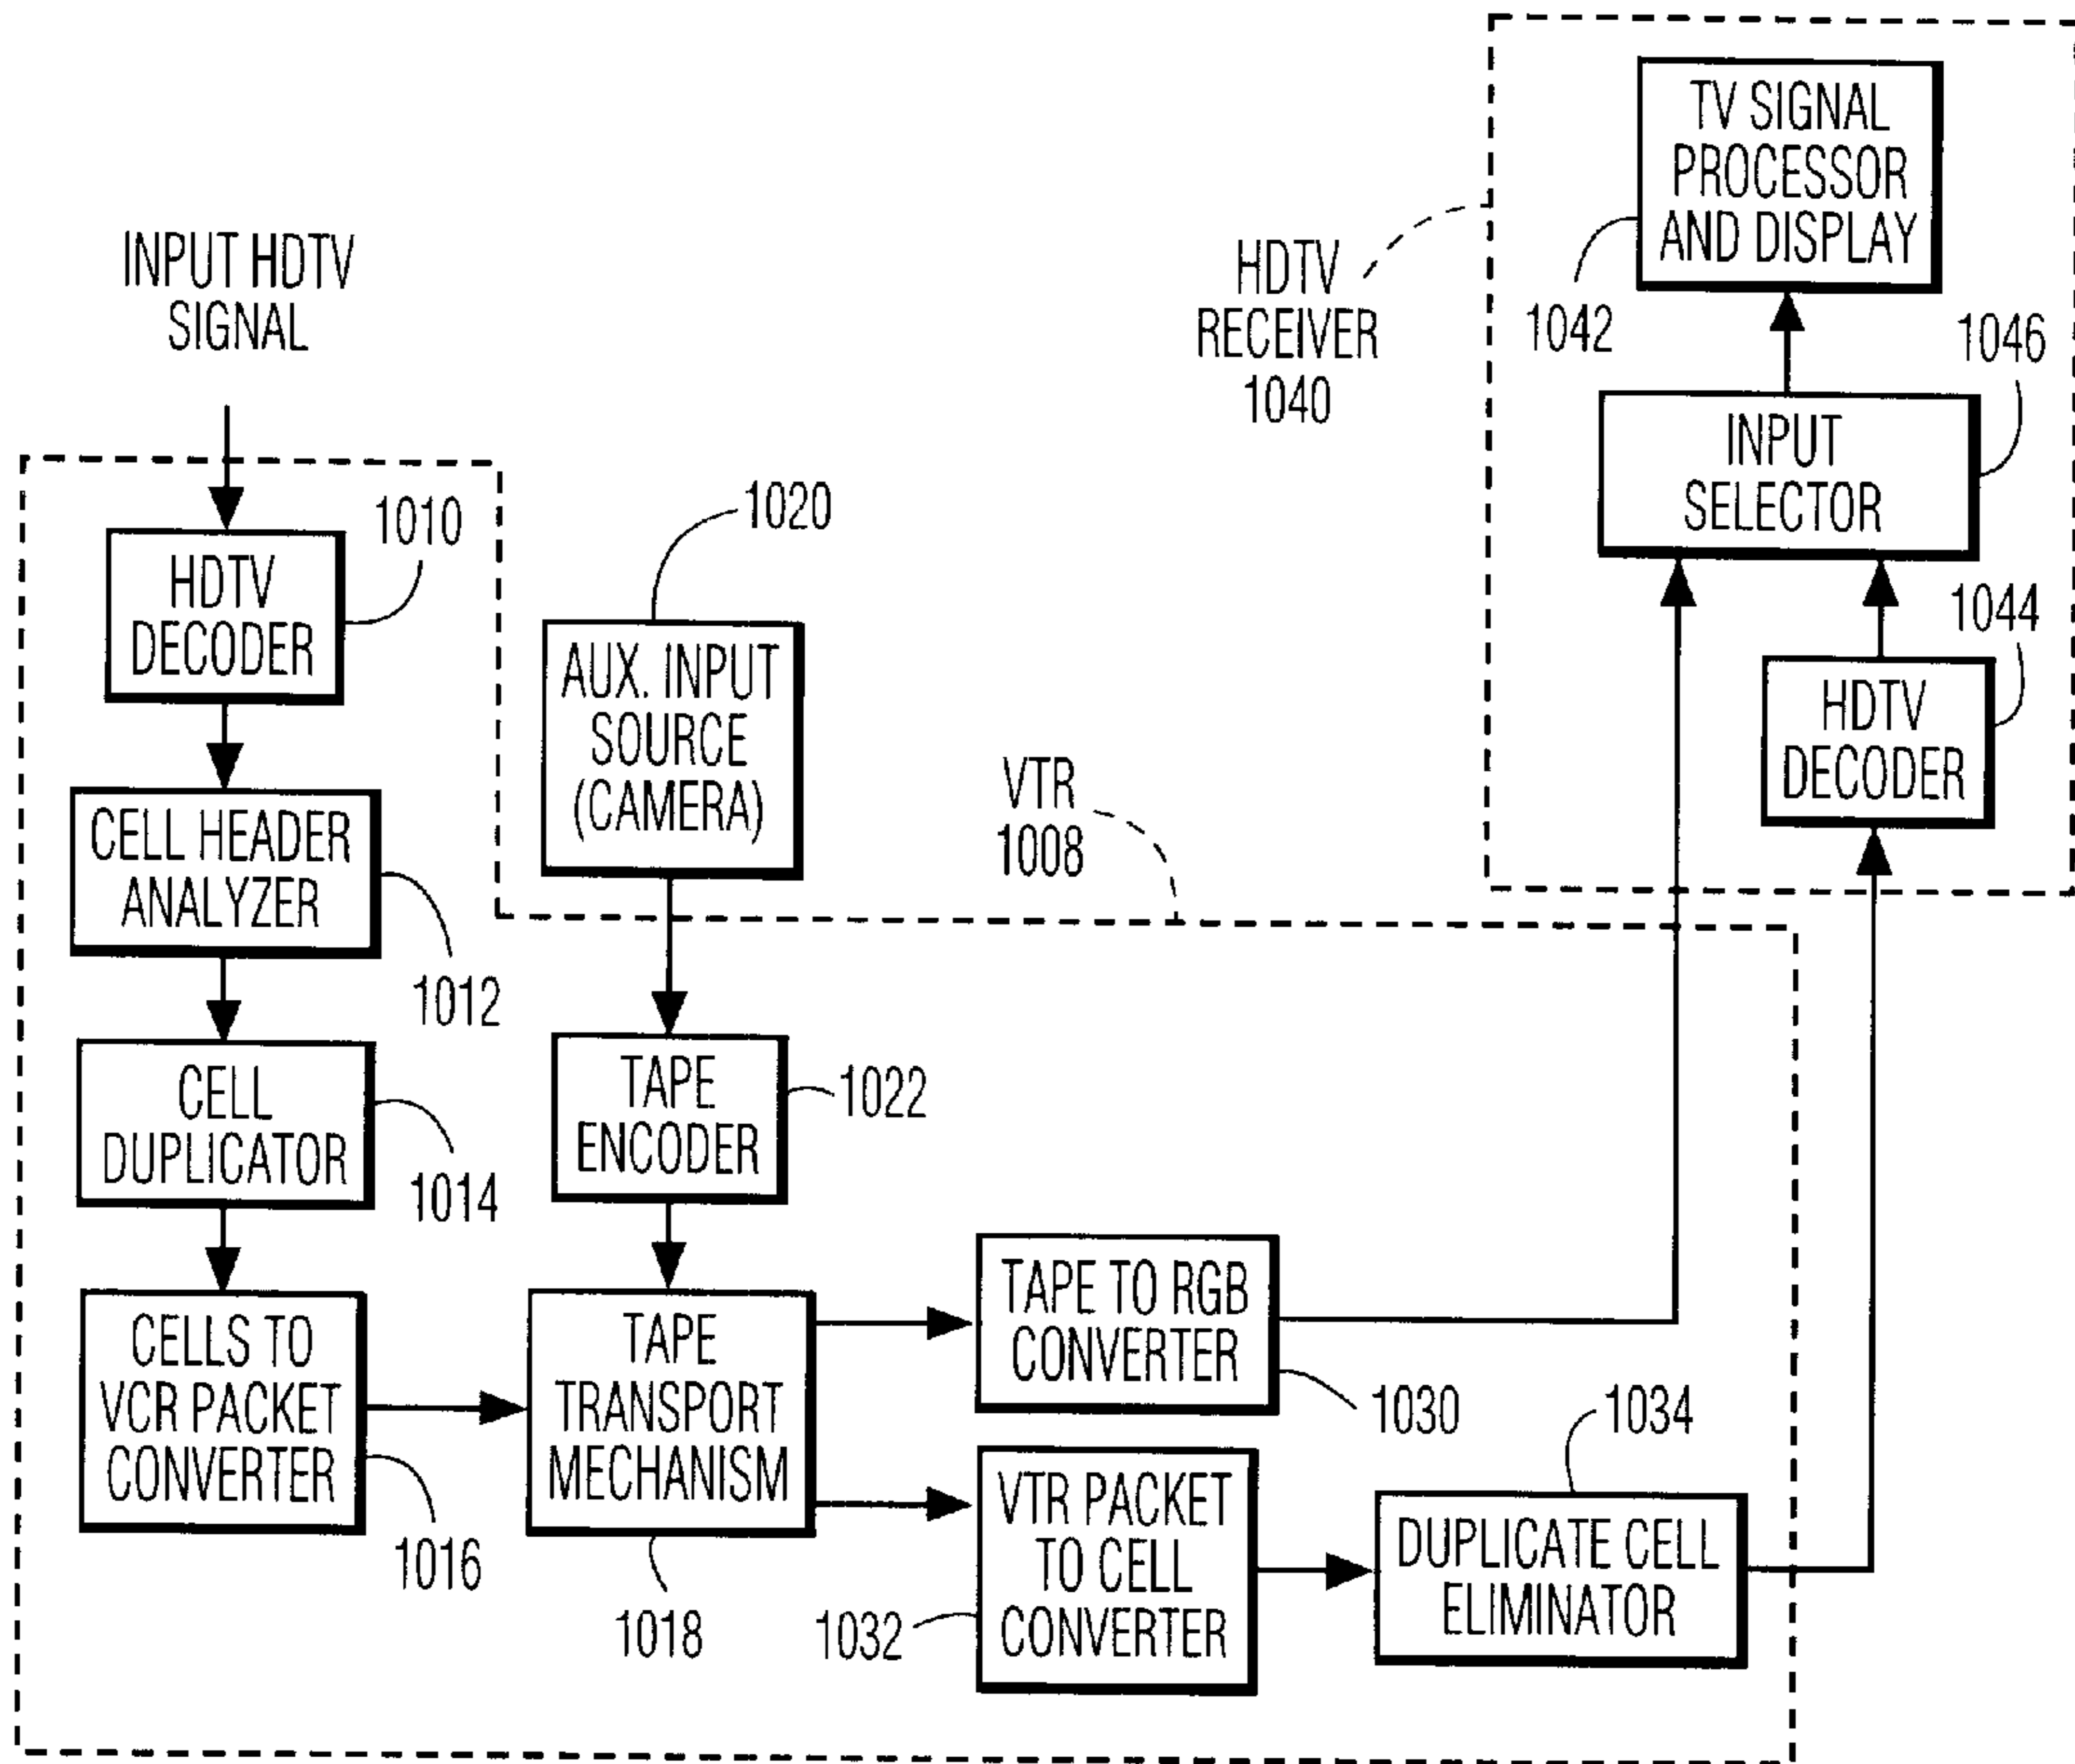 INPUT HDTV
SIGNAL
1010
HDTV
DECODER
CELL HEADER
ANALYZER
1012
CELL
DUPLICATOR
1014
CELLS TO
VCR PACKET
CONVERTER
1016
1020
AUX. INPUT
SOURCE
(CAMERA)
TAPE
ENCODER
1022
TAPE
TRANSPORT
MECHANISM
1018
VTR
1008
TAPE TO RGB
CONVERTER
1030
VTR PACKET
TO CELL
CONVERTER
1032
1034
DUPLICATE CELL
ELIMINATOR
HDTV
RECEIVER
1040
TV SIGNAL
PROCESSOR
AND DISPLAY
1042
1046
INPUT
SELECTOR
1044
HDTV
DECODER